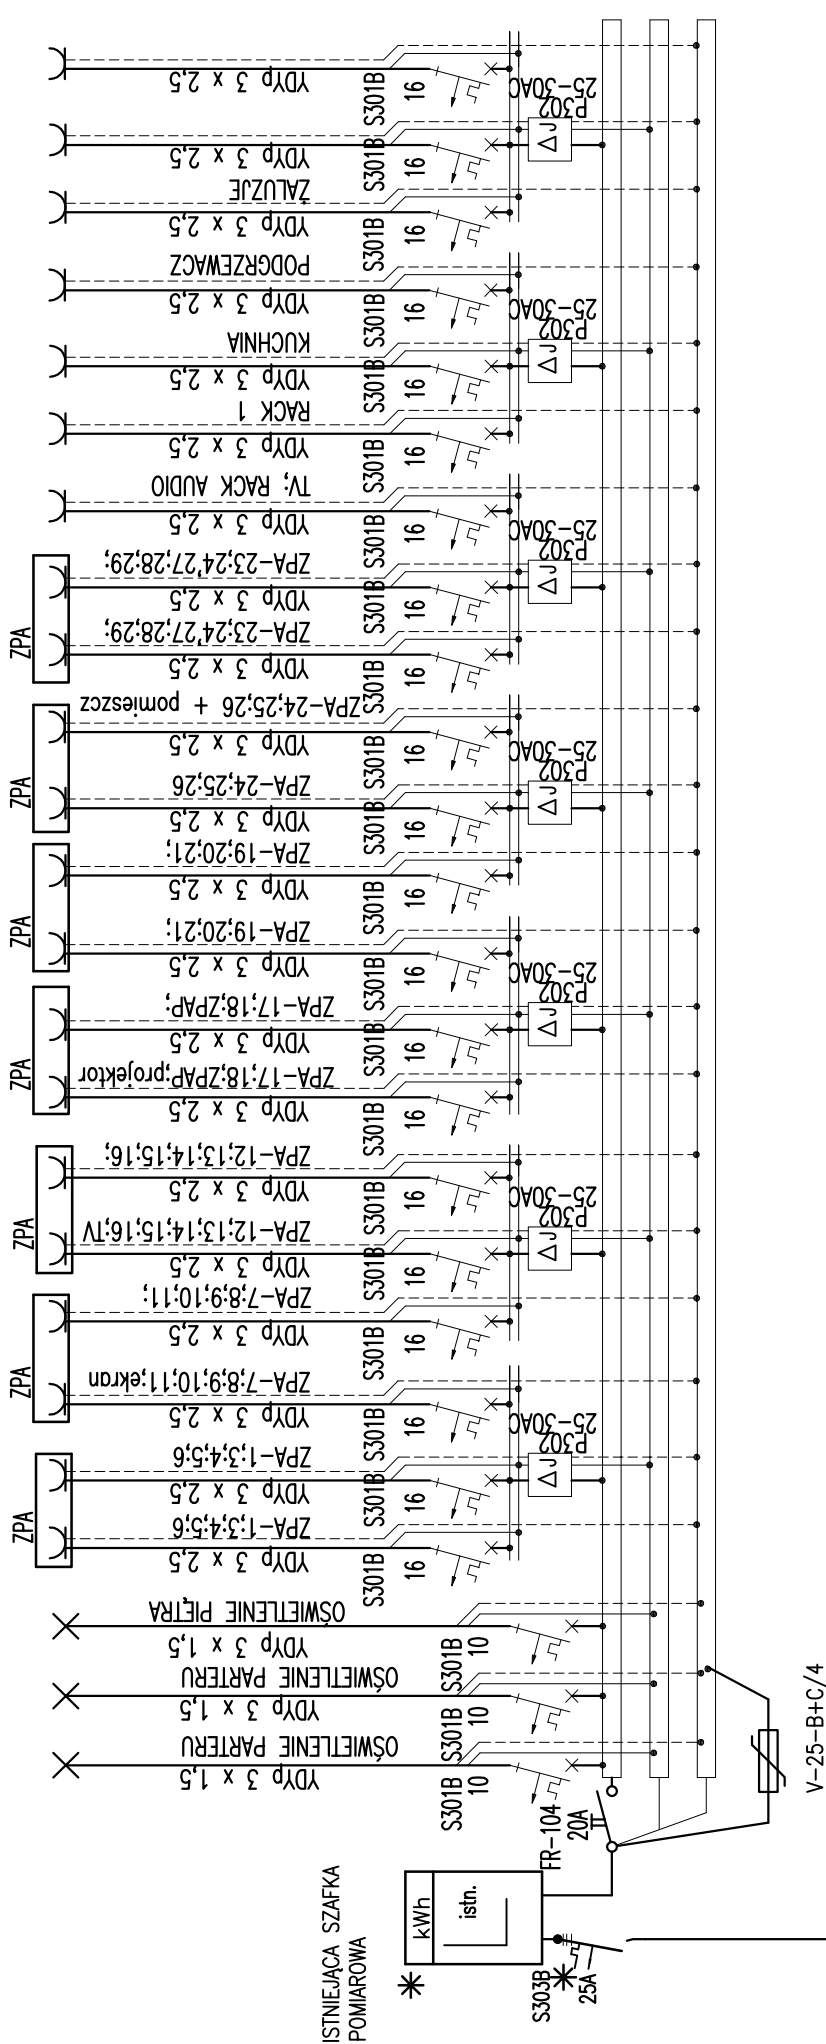 YDYp 3 x 2,5
S301B
16
25-30AC
P302
ΔJ
YDYp 3 x 2,5
S301B
16
ŻALUZJE
YDYp 3 x 2,5
S301B
16
PODGRZEWACZ
YDYp 3 x 2,5
S301B
16
25-30AC
P302
ΔJ
KUCHNIA
YDYp 3 x 2,5
S301B
16
RACK 1
YDYp 3 x 2,5
S301B
16
TV; RACK AUDIO
YDYp 3 x 2,5
S301B
16
25-30AC
P302
ΔJ
ZPA
ZPA-23;24'27;28;29;
YDYp 3 x 2,5
S301B
16
ZPA-23;24'27;28;29;
YDYp 3 x 2,5
S301B
16
ZPA
ZPA-24;25;26 + pomieszcz
YDYp 3 x 2,5
S301B
16
25-30AC
P302
ΔJ
ZPA-24;25;26
YDYp 3 x 2,5
S301B
16
ZPA
ZPA-19;20;21;
YDYp 3 x 2,5
S301B
16
ZPA-19;20;21;
YDYp 3 x 2,5
S301B
16
25-30AC
P302
ΔJ
ZPA
ZPA-17;18;ZPAP;
YDYp 3 x 2,5
S301B
16
ZPA-17;18;ZPAP;projektor
YDYp 3 x 2,5
S301B
16
ZPA
ZPA-12;13;14;15;16;
YDYp 3 x 2,5
S301B
16
25-30AC
P302
ΔJ
ZPA-12;13;14;15;16;TV
YDYp 3 x 2,5
S301B
16
ZPA
ZPA-7;8;9;10;11;
YDYp 3 x 2,5
S301B
16
ZPA-7;8;9;10;11;ekran
YDYp 3 x 2,5
S301B
16
25-30AC
P302
ΔJ
ZPA
ZPA-1;3;4;5;6
YDYp 3 x 2,5
S301B
16
ZPA-1;3;4;5;6
YDYp 3 x 2,5
S301B
16
OŚWIETLENIE PIĘTRA
YDYp 3 x 1,5
S301B
10
OŚWIETLENIE PARTERU
YDYp 3 x 1,5
S301B
10
OŚWIETLENIE PARTERU
YDYp 3 x 1,5
S301B
10
V-25-B+C/4
FR-104
20A
ISTNIEJĄCA SZAFKA
POMIAROWA
kWh
istn.
S303B
25A